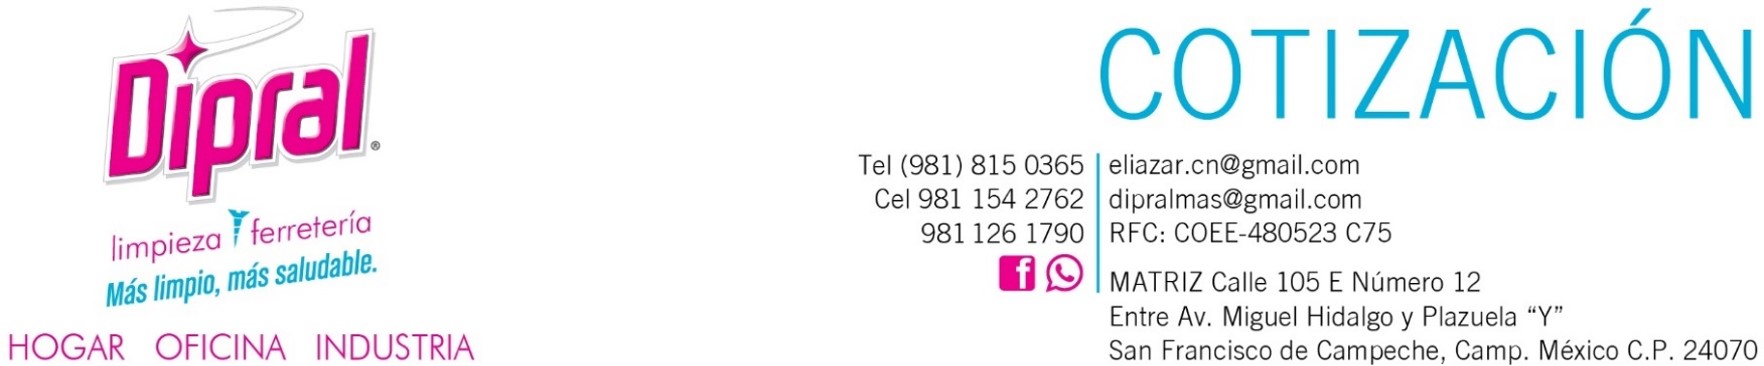 Dipral®
limpieza y ferretería
Más limpio, más saludable.
HOGAR OFICINA INDUSTRIA
COTIZACIÓN
Tel (981) 815 0365
Cel 981 154 2762
981 126 1790
eliazar.cn@gmail.com
dipralmas@gmail.com
RFC: COEE-480523 C75
MATRIZ Calle 105 E Número 12
Entre Av. Miguel Hidalgo y Plazuela “Y”
San Francisco de Campeche, Camp. México C.P. 24070